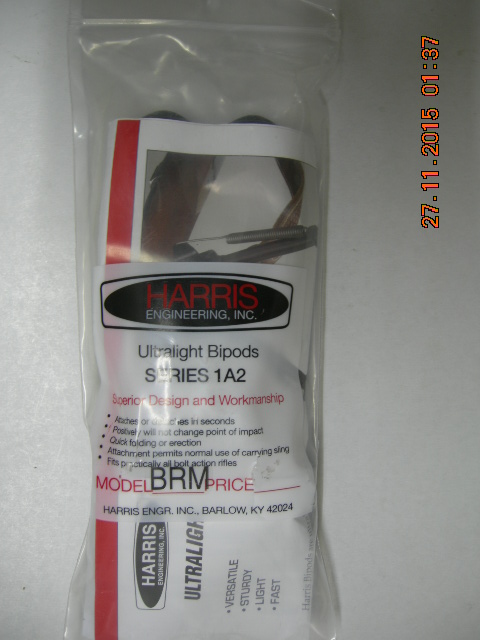 27.11.2015 01:37
HARRIS
ENGINEERING, INC.
Ultralight Bipods
SERIES 1A2
Superior Design and Workmanship
• Attaches or detaches in seconds
• Positively will not change point of impact
• Quick folding or erection
• Attachment permits normal use of carrying sling
• Fits practically all bolt action rifles
MODEL BRM PRICE
HARRIS ENGR. INC., BARLOW, KY 42024
HARRIS
ENGINEERING, INC.
ULTRALIGH
• VERSATILE
• STURDY
• LIGHT
• FAST
Harris Bipods